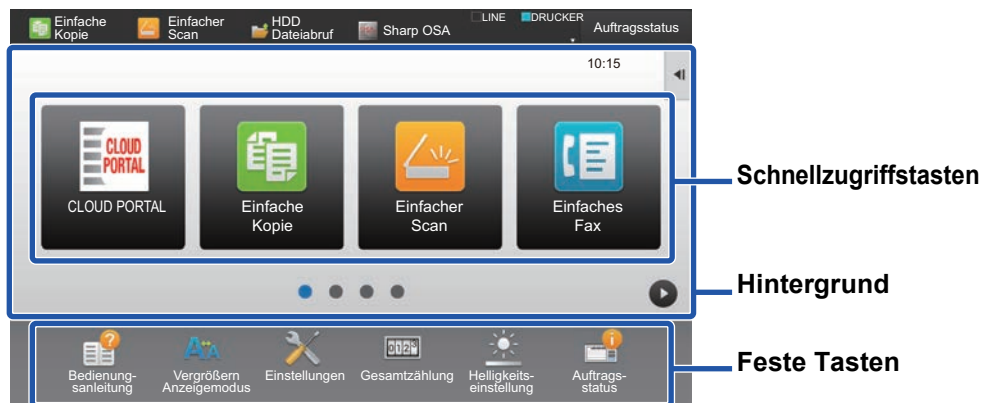 Einfache
Kopie
Einfacher
Scan
HDD
Dateiabruf
Sharp OSA
LINE
DRUCKER
Auftragsstatus
10:15
CLOUD
PORTAL
CLOUD PORTAL
Einfache
Kopie
Einfacher
Scan
Einfaches
Fax
Schnellzugriffstasten
Hintergrund
Bedienung-
sanleitung
Vergrößern
Anzeigemodus
Einstellungen
Gesamtzählung
Helligkeits-
einstellung
Auftrags-
status
Feste Tasten